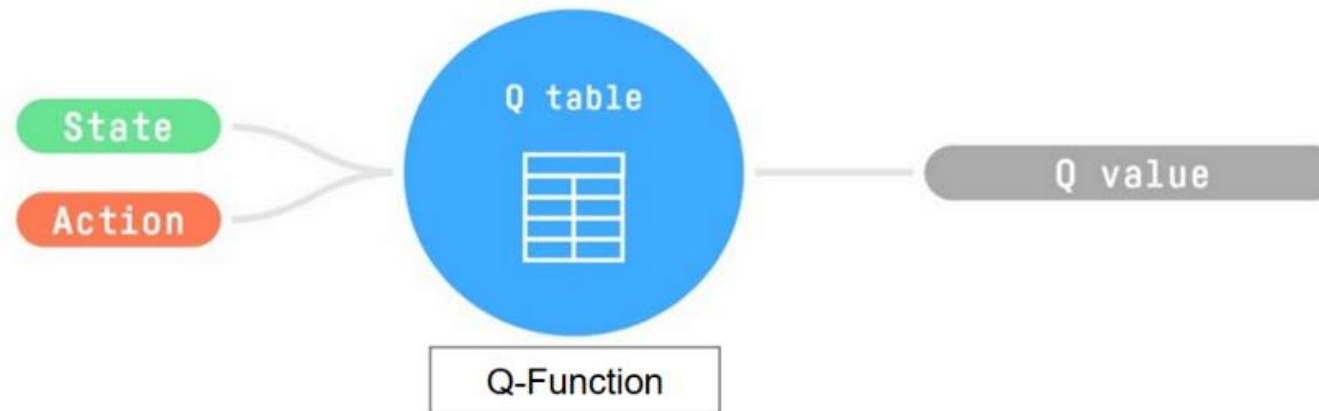 State
Action
Q table
Q value
Q-Function